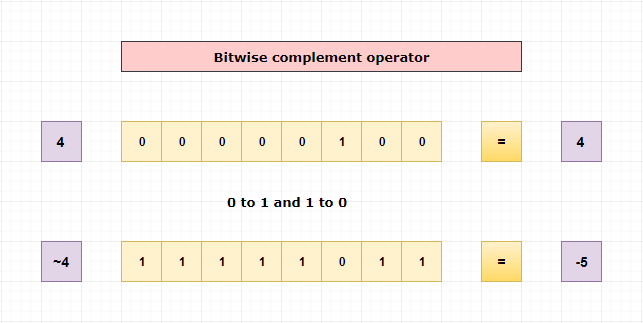 Bitwise complement operator
4 0 0 0 0 0 1 0 0 = 4
0 to 1 and 1 to 0
~4 1 1 1 1 1 0 1 1 = -5